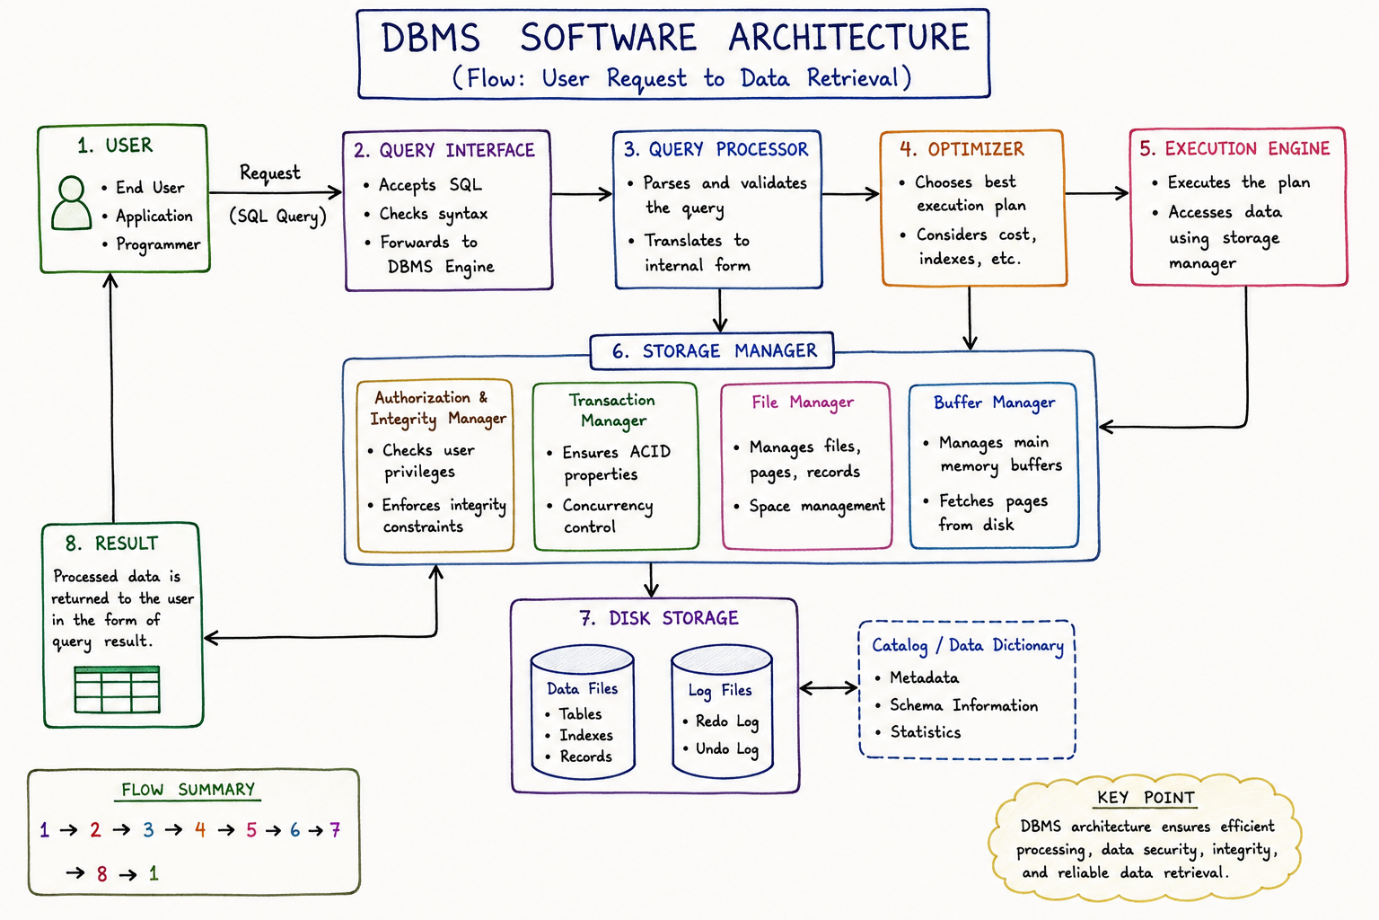 DBMS SOFTWARE ARCHITECTURE
(Flow: User Request to Data Retrieval)
1. USER
• End User
• Application
• Programmer
Request
(SQL Query)
2. QUERY INTERFACE
• Accepts SQL
• Checks syntax
• Forwards to
DBMS Engine
3. QUERY PROCESSOR
• Parses and validates
the query
• Translates to
internal form
4. OPTIMIZER
• Chooses best
execution plan
• Considers cost,
indexes, etc.
5. EXECUTION ENGINE
• Executes the plan
• Accesses data
using storage
manager
6. STORAGE MANAGER
Authorization &
Integrity Manager
• Checks user
privileges
• Enforces integrity
constraints
Transaction
Manager
• Ensures ACID
properties
• Concurrency
control
File Manager
• Manages files,
pages, records
• Space management
Buffer Manager
• Manages main
memory buffers
• Fetches pages
from disk
8. RESULT
Processed data is
returned to the user
in the form of
query result.
7. DISK STORAGE
Data Files
• Tables
• Indexes
• Records
Log Files
• Redo Log
• Undo Log
Catalog / Data Dictionary
• Metadata
• Schema Information
• Statistics
FLOW SUMMARY
1 → 2 → 3 → 4 → 5 → 6 → 7
→ 8 → 1
KEY POINT
DBMS architecture ensures efficient
processing, data security, integrity,
and reliable data retrieval.